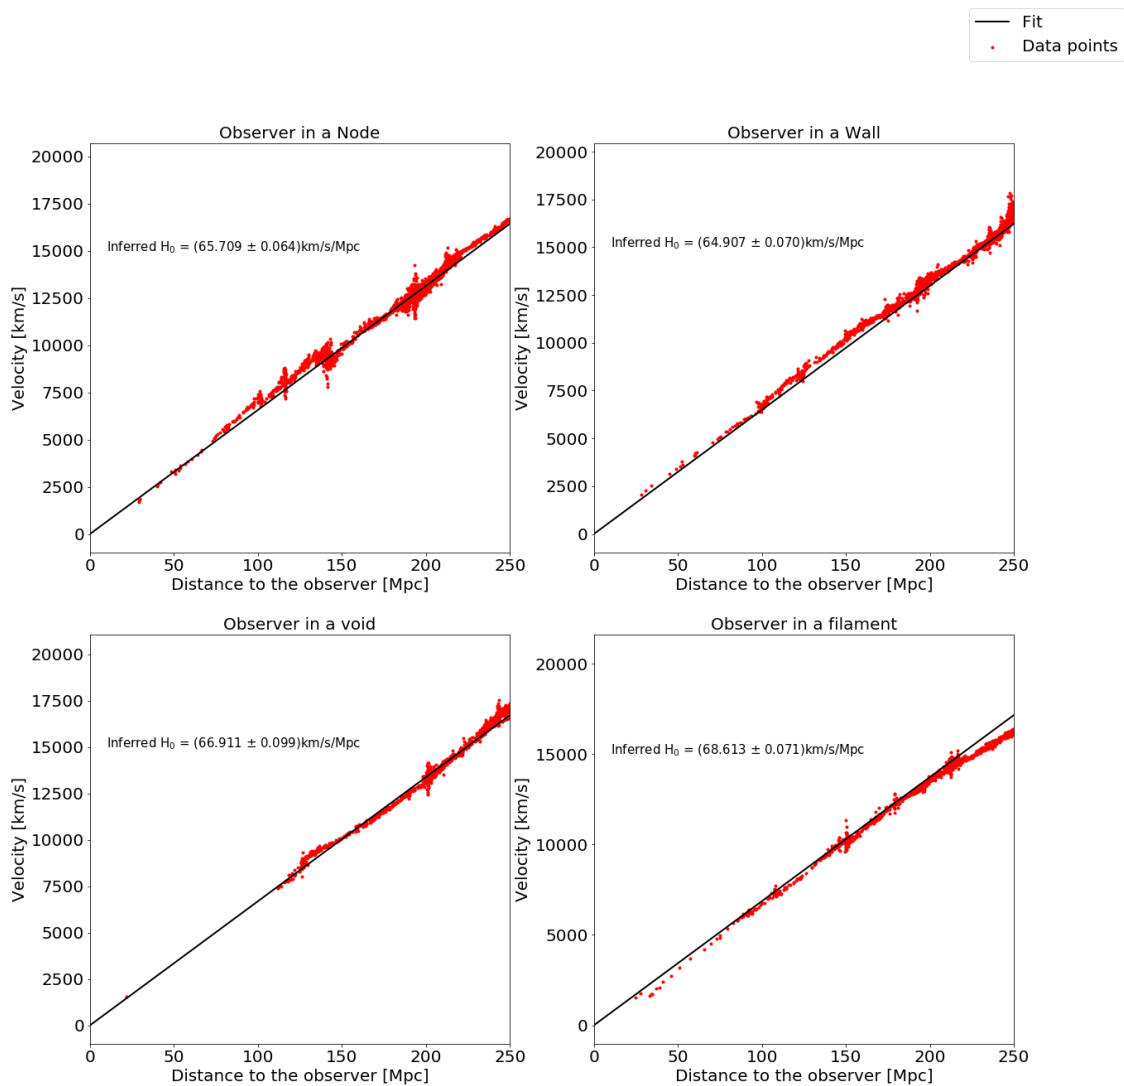 Fit
Data points
Observer in a Node
20000
17500
15000
12500
10000
7500
5000
2500
0
Velocity [km/s]
Inferred H₀ = (65.709 ± 0.064)km/s/Mpc
0 50 100 150 200 250
Distance to the observer [Mpc]
Observer in a Wall
20000
17500
15000
12500
10000
7500
5000
2500
0
Velocity [km/s]
Inferred H₀ = (64.907 ± 0.070)km/s/Mpc
0 50 100 150 200 250
Distance to the observer [Mpc]
Observer in a void
20000
17500
15000
12500
10000
7500
5000
2500
0
Velocity [km/s]
Inferred H₀ = (66.911 ± 0.099)km/s/Mpc
0 50 100 150 200 250
Distance to the observer [Mpc]
Observer in a filament
20000
15000
10000
5000
0
Velocity [km/s]
Inferred H₀ = (68.613 ± 0.071)km/s/Mpc
0 50 100 150 200 250
Distance to the observer [Mpc]